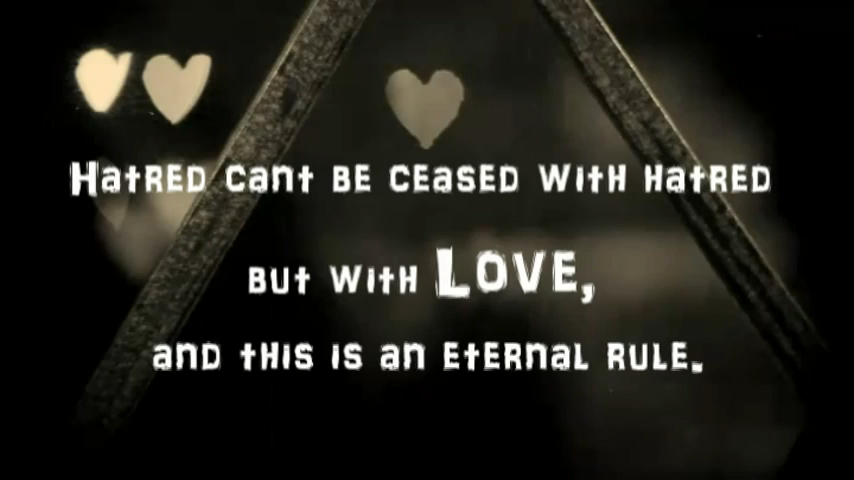 Hatred cant be ceased with hatred
but with Love,
and this is an eternal rule.